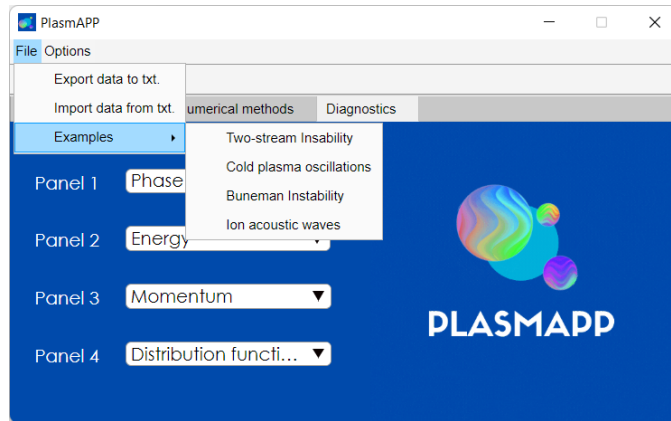 PlasmAPP
File Options
Export data to txt.
Import data from txt.
Examples
umerical methods
Diagnostics
Two-stream Insability
Cold plasma oscillations
Buneman Instability
Ion acoustic waves
Panel 1 Phase
Panel 2 Energy
Panel 3 Momentum
Panel 4 Distribution functi...
PLASMAPP